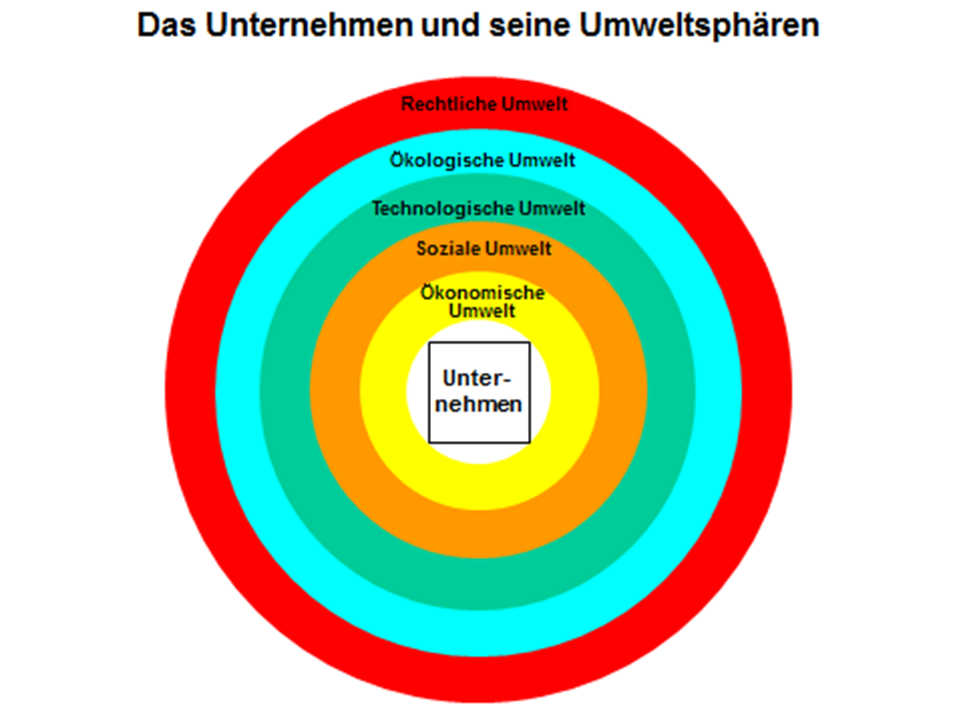 Das Unternehmen und seine Umweltsphären
Rechtliche Umwelt
Ökologische Umwelt
Technologische Umwelt
Soziale Umwelt
Ökonomische
Umwelt
Unter-
nehmen